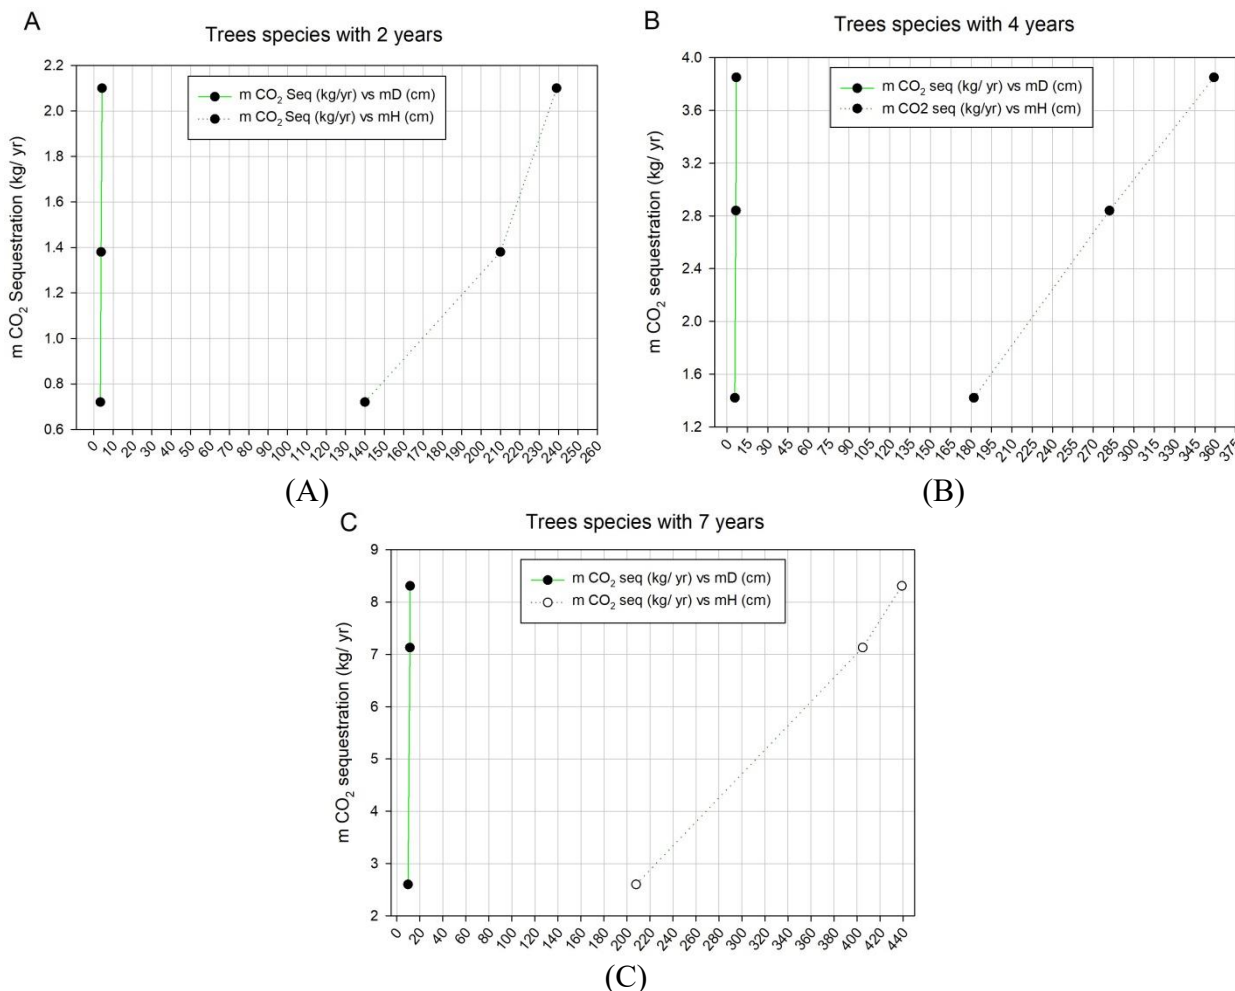 A
Trees species with 2 years
m CO₂ Seq (kg/yr) vs mD (cm)
m CO₂ Seq (kg/yr) vs mH (cm)
m CO₂ Sequestration (kg/ yr)
2.2
2.0
1.8
1.6
1.4
1.2
1.0
0.8
0.6
0 10 30 40 50 60 70 80 90 100 110 120 130 140 150 160 170 180 190 200 210 220 230 240 250 260
(A)
B
Trees species with 4 years
m CO₂ seq (kg/ yr) vs mD (cm)
m CO2 seq (kg/yr) vs mH (cm)
m CO₂ sequestration (kg/ yr)
4.0
3.6
3.2
2.8
2.4
2.0
1.6
1.2
0 15 30 45 60 75 90 105 120 135 150 165 180 195 210 225 240 255 270 285 300 315 330 345 360 375
(B)
C
Trees species with 7 years
m CO₂ seq (kg/ yr) vs mD (cm)
m CO₂ seq (kg/ yr) vs mH (cm)
m CO₂ sequestration (kg/ yr)
9
8
7
6
5
4
3
2
0 20 40 60 80 100 120 140 160 180 200 220 240 260 280 300 320 340 360 380 400 420 440
(C)